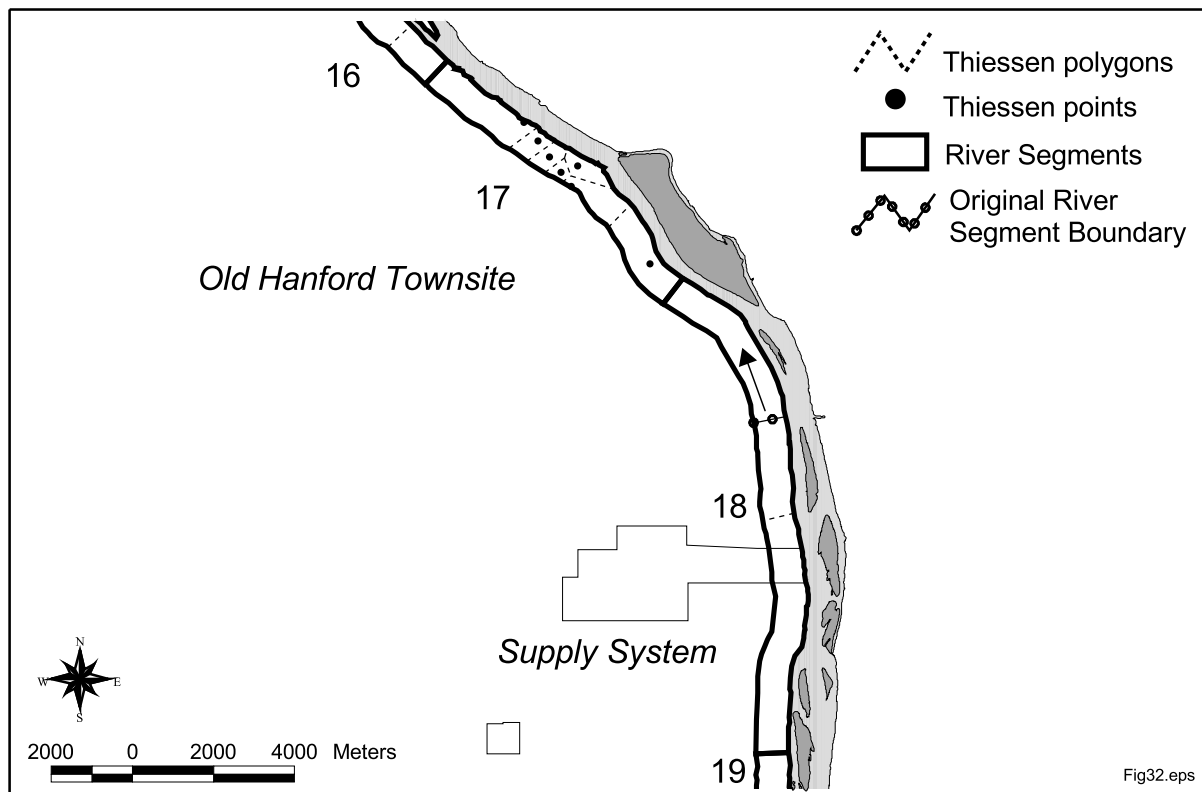 16
Thiessen polygons
Thiessen points
River Segments
17
Original River
Segment Boundary
Old Hanford Townsite
18
Supply System
N
W E
S
2000 0 2000 4000 Meters
19
Fig32.eps